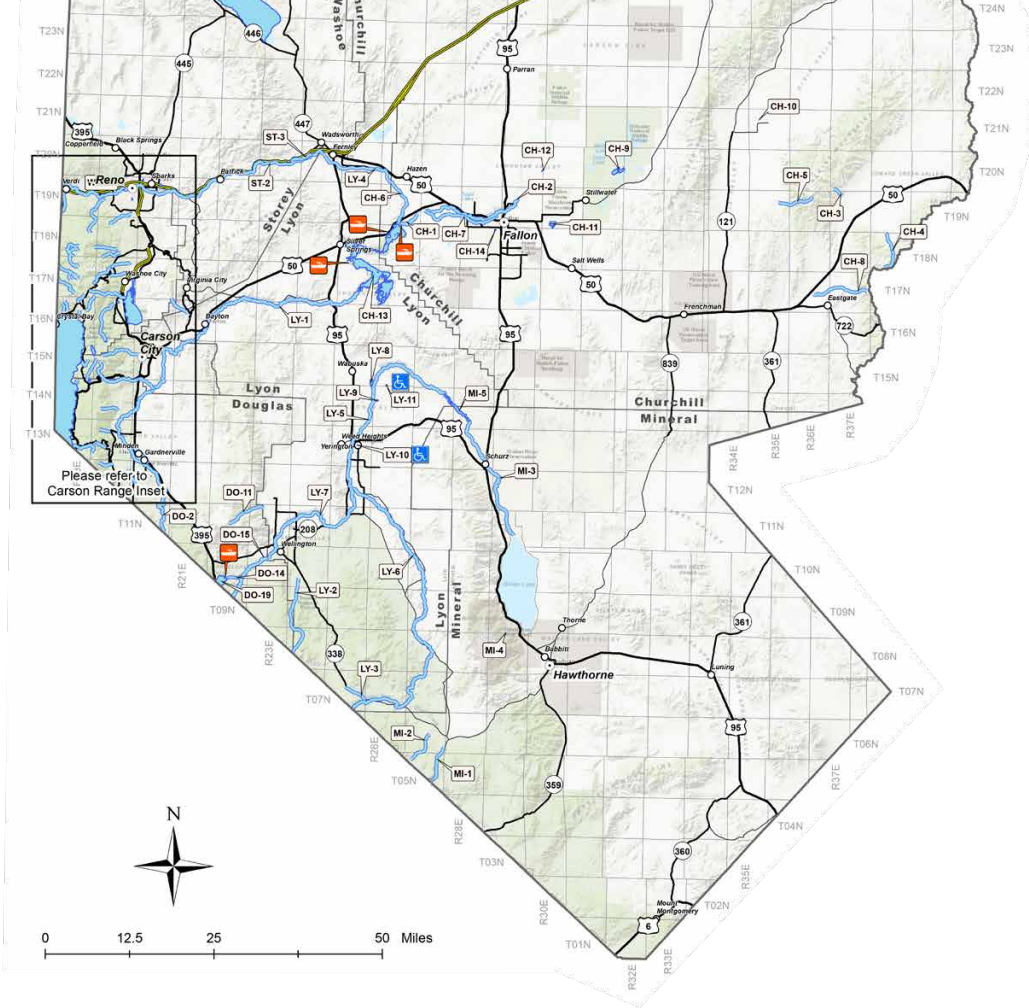 T24N
T23N
T23N
446
Washoe
Churchill
95
445
T22N
Parran
T22N
CH-10
T21N
447
395
Black Springs
Copperfield
Wadsworth
ST-3
Fernley
T21N
T20N
CH-12
CH-9
Hazen
T20N
Verdi
Reno
Sparks
Patrick
ST-2
LY-4
50
CH-6
CH-2
Stillwater
CH-5
CH-3
50
T19N
T19N
Storey
Lyon
CH-1
CH-7
CH-14
Fallon
CH-11
121
CH-4
T18N
Silver Springs
T18N
50
Salt Wells
CH-8
T17N
Washoe City
Virginia City
50
T17N
Eastgate
Churchill
Lyon
CH-13
LY-1
Frenchman
722
T16N
Crystal Bay
Dayton
T16N
Carson City
95
95
839
361
T15N
LY-8
Wabuska
T15N
T14N
Lyon
Douglas
LY-9
LY-11
MI-5
LY-5
Churchill
Mineral
T13N
R37E
R36E
R35E
R34E
95
Weed Heights
Yerington
LY-10
Minden
Gardnerville
Schurz
MI-3
Please refer to
Carson Range Inset
T12N
DO-11
LY-7
DO-2
T11N
T11N
395
DO-15
208
Wellington
R21E
DO-14
LY-6
T10N
DO-19
LY-2
T09N
T09N
Lyon
Mineral
Thorne
361
R23E
MI-4
338
Babbitt
T08N
LY-3
Hawthorne
Luning
T07N
T07N
95
MI-2
R26E
T06N
MI-1
T05N
R37E
359
N
T04N
R28E
360
T03N
R35E
Mount
Montgomery
T02N
R30E
6
T01N
0 12.5 25 50 Miles
R32E
R33E